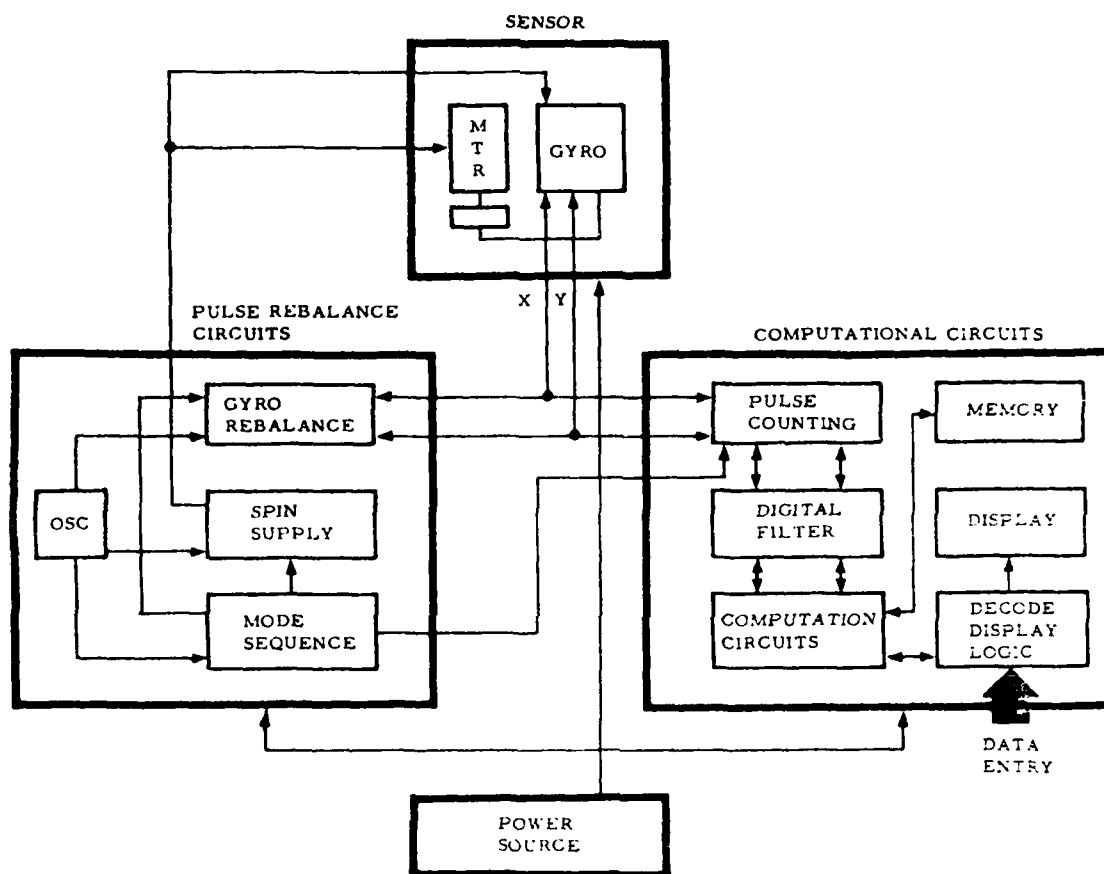 SENSOR
M
T
R
GYRO
X Y
PULSE REBALANCE
CIRCUITS
GYRO
REBALANCE
OSC
SPIN
SUPPLY
MODE
SEQUENCE
COMPUTATIONAL CIRCUITS
PULSE
COUNTING
MEMORY
DIGITAL
FILTER
DISPLAY
COMPUTATION
CIRCUITS
DECODE
DISPLAY
LOGIC
DATA
ENTRY
POWER
SOURCE